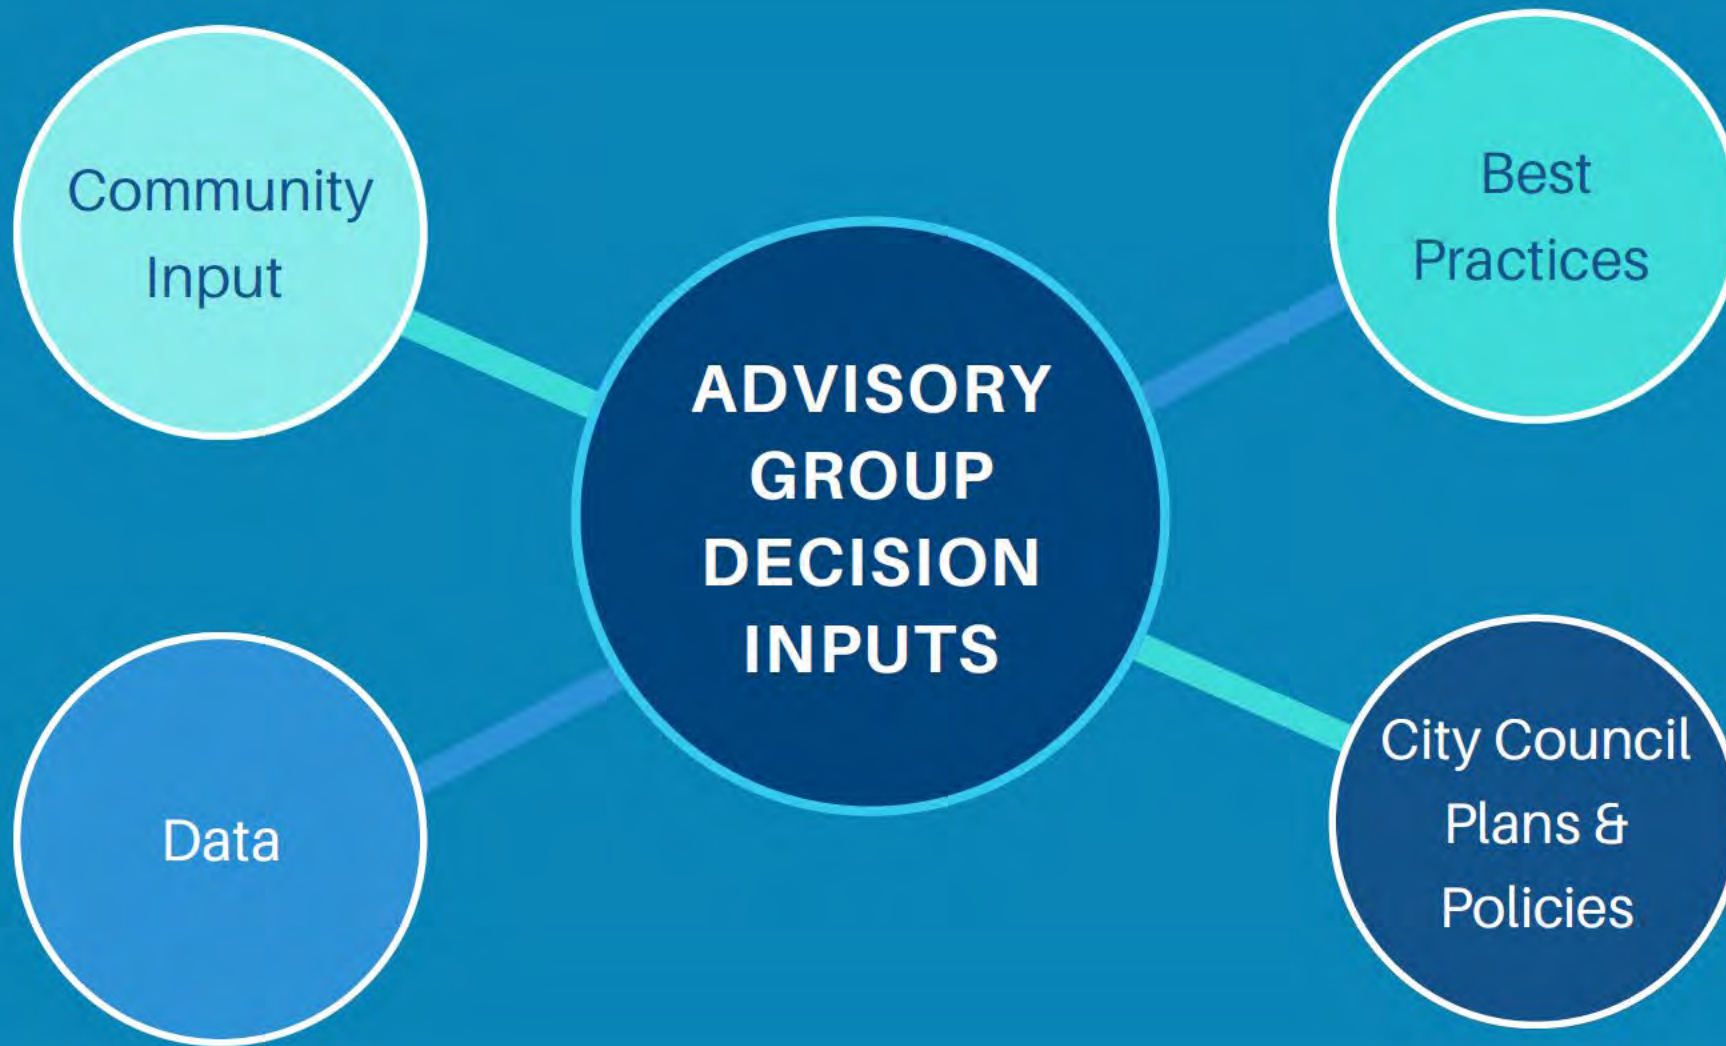 Community
Input
Best
Practices
ADVISORY
GROUP
DECISION
INPUTS
Data
City Council
Plans &
Policies